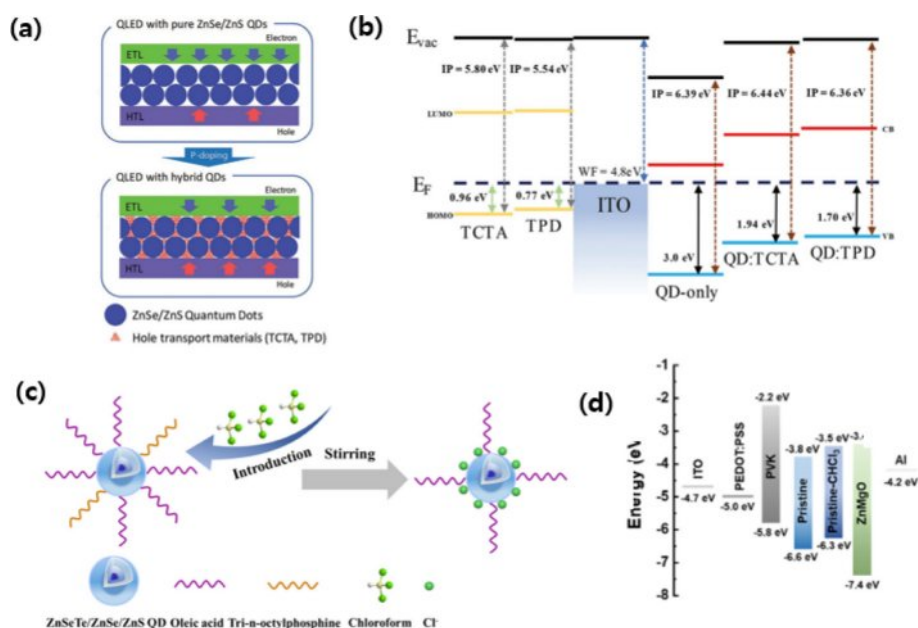 (a)
QLED with pure ZnSe/ZnS QDs
Electron
ETL
HTL
Hole
P-doping
QLED with hybrid QDs
Electron
ETL
HTL
Hole
ZnSe/ZnS Quantum Dots
Hole transport materials (TCTA, TPD)
(b)
Evac
IP = 5.80 eV
IP = 5.54 eV
IP = 6.39 eV
IP = 6.44 eV
IP = 6.36 eV
LUMO
CB
WF = 4.8eV
EF
0.96 eV
0.77 eV
ITO
3.0 eV
1.94 eV
1.70 eV
HOMO
VB
TCTA
TPD
QD-only
QD:TCTA
QD:TPD
(c)
Introduction
Stirring
ZnSeTe/ZnSe/ZnS QD
Oleic acid
Tri-n-octylphosphine
Chloroform
Cl-
(d)
Energy (eV
-1
-2
-3
-4
-5
-6
-7
-8
ITO
-4.7 eV
PEDOT:PSS
-5.0 eV
-2.2 eV
PVK
-5.8 eV
-3.8 eV
Pristine
-6.6 eV
-3.5 eV
Pristine-CHCl3
-6.3 eV
ZnMgO
-7.4 eV
Al
-4.2 eV